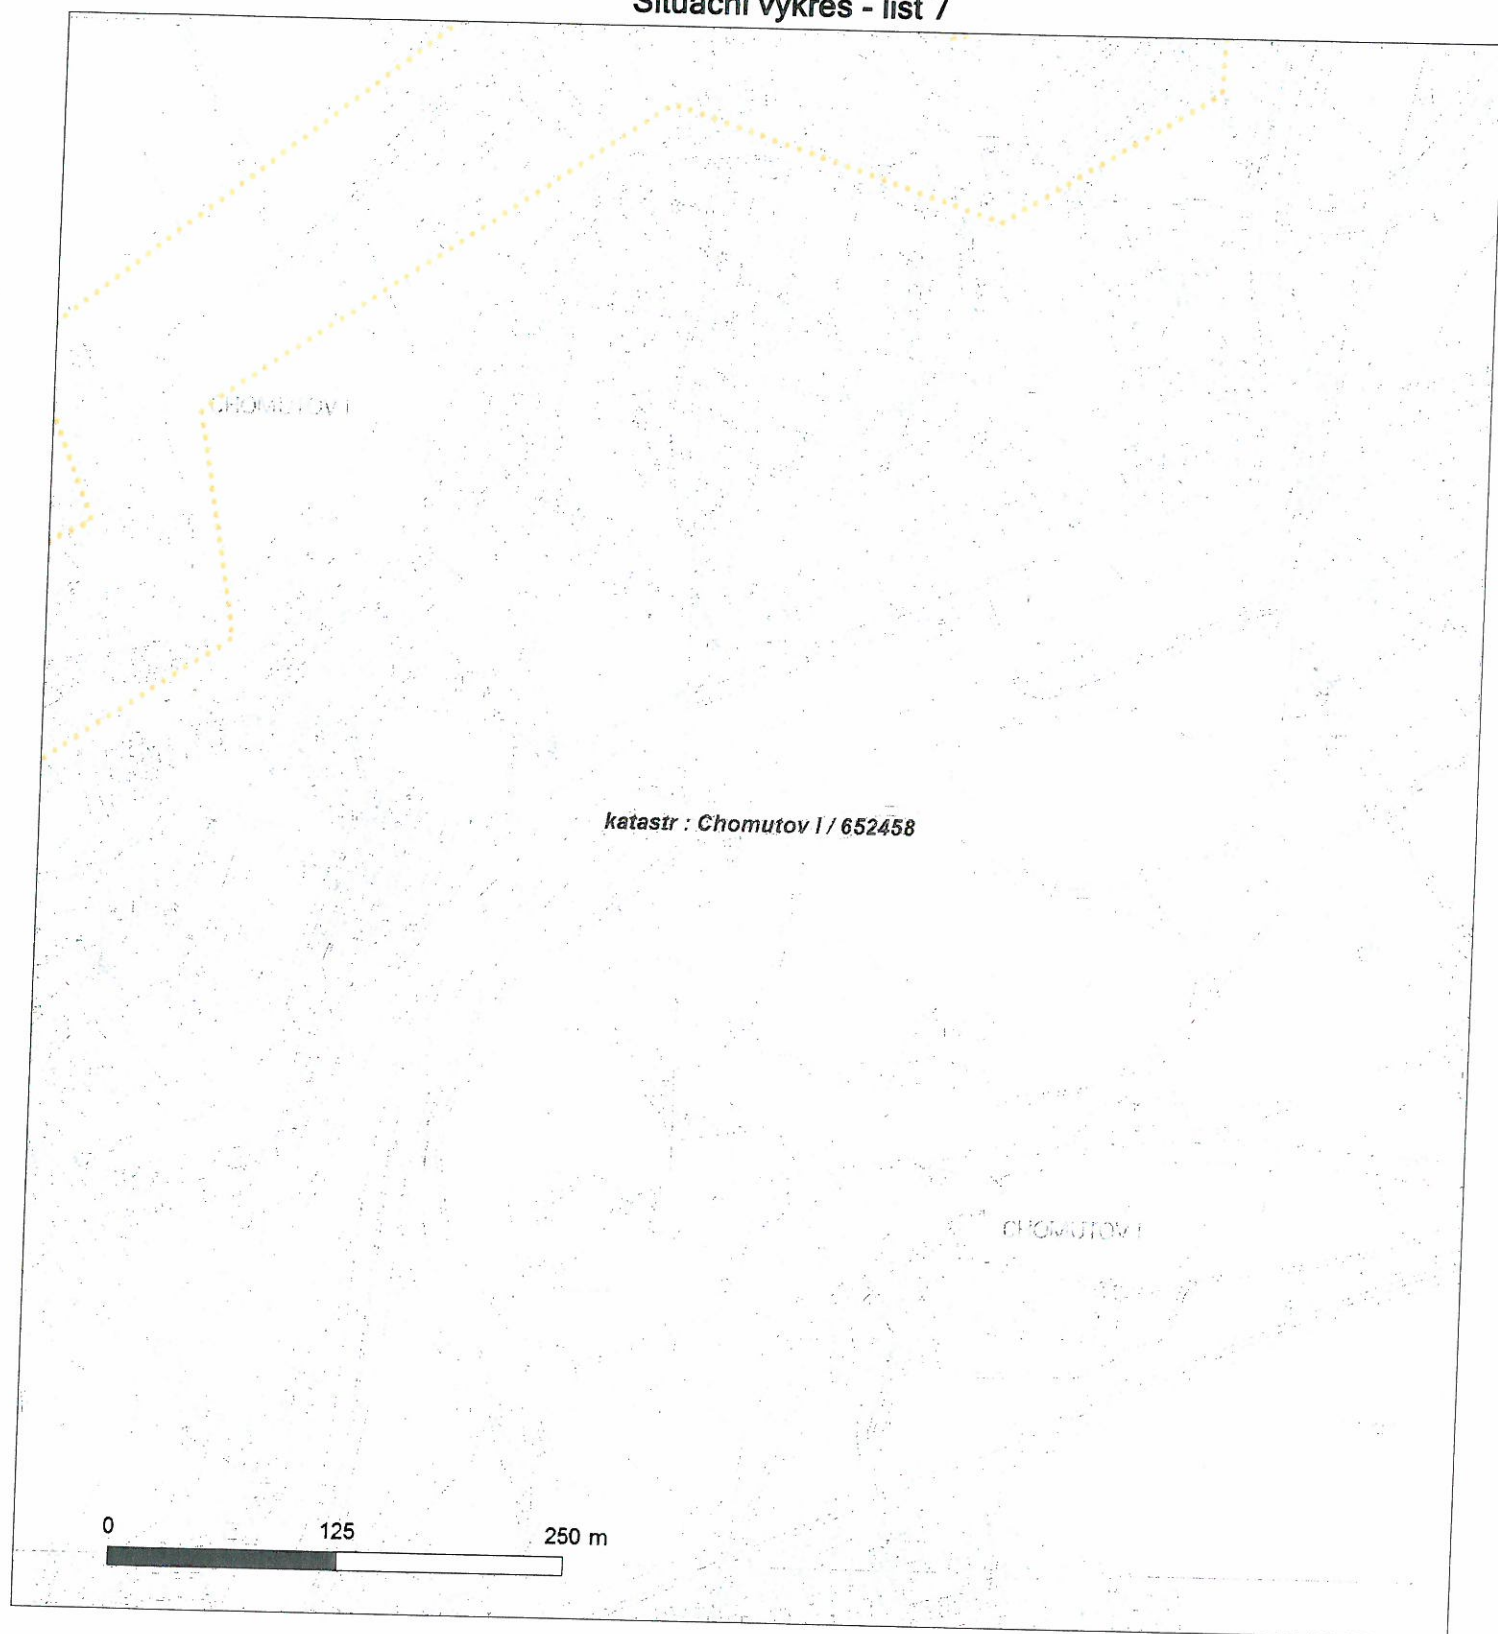 Situační výkres - list 7
CHOMUTOV I
katastr : Chomutov I / 652458
CHOMUTOV I
0 125 250 m